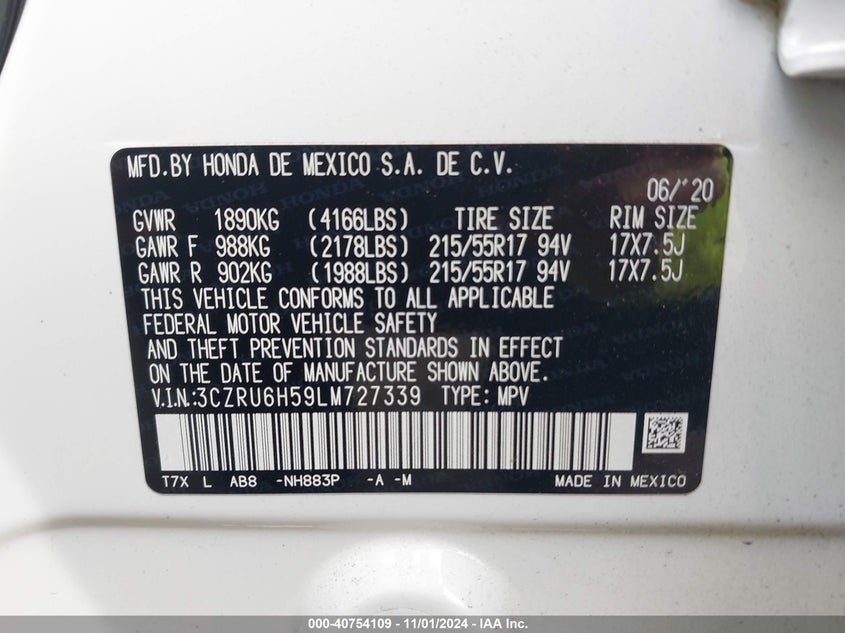 MFD.BY HONDA DE MEXICO S.A. DE C.V.
06/'20
GVWR 1890KG (4166LBS) TIRE SIZE RIM SIZE
GAWR F 988KG (2178LBS) 215/55R17 94V 17X7.5J
GAWR R 902KG (1988LBS) 215/55R17 94V 17X7.5J
THIS VEHICLE CONFORMS TO ALL APPLICABLE
FEDERAL MOTOR VEHICLE SAFETY
AND THEFT PREVENTION STANDARDS IN EFFECT
ON THE DATE OF MANUFACTURE SHOWN ABOVE.
V.I.N.:3CZRU6H59LM727339 TYPE: MPV
T7X L AB8 -NH883P -A -M MADE IN MEXICO
000-40754109 - 11/01/2024 - IAA Inc.